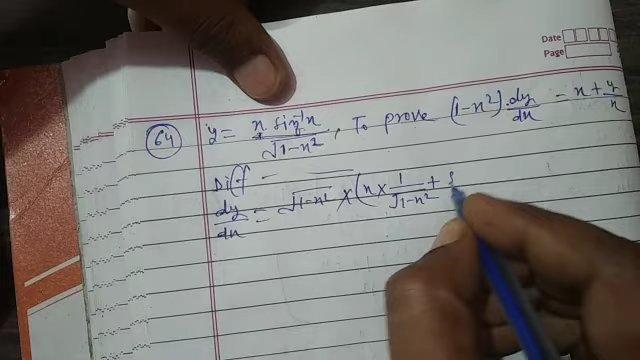 Date
Page
64 y = x sin⁻¹x / √1-x², To prove (1-x²).dy/dx = x + y/x
Diff -
dy/dx = √1-x² × (x × 1/√1-x² + s